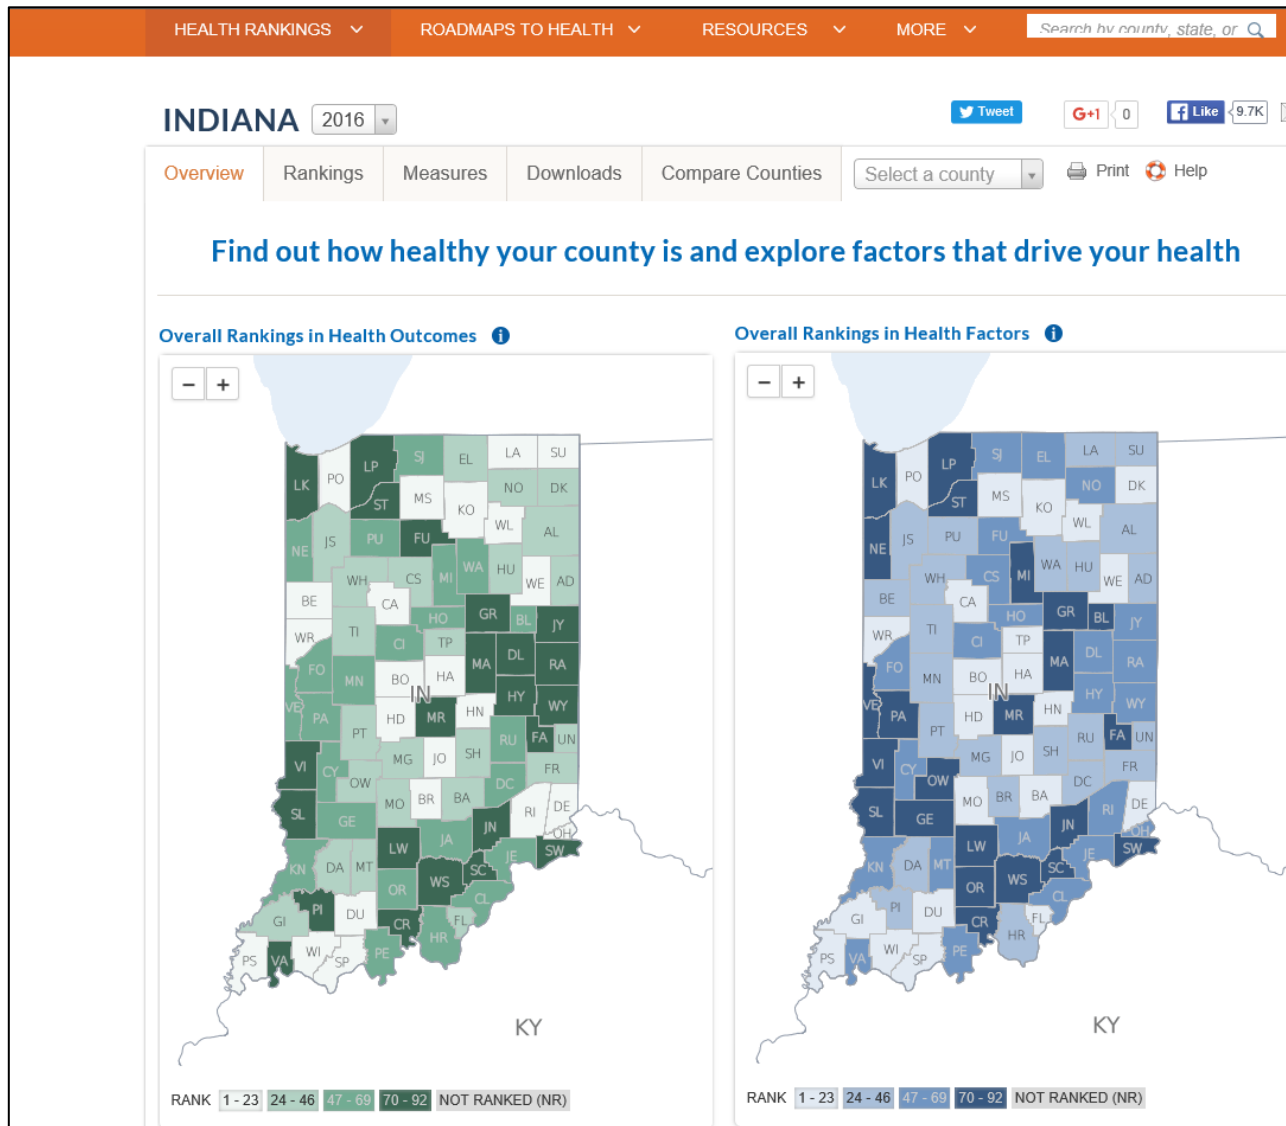 HEALTH RANKINGS ROADMAPS TO HEALTH RESOURCES MORE Search by county, state, or
INDIANA 2016 Tweet G+1 0 Like 9.7K
Overview Rankings Measures Downloads Compare Counties Select a county Print Help
Find out how healthy your county is and explore factors that drive your health
Overall Rankings in Health Outcomes
− +
LK PO LP SJ EL LA SU
ST MS KO NO DK
NE JS PU FU WL AL
WH CS MI WA HU WE AD
BE CA HO GR BL JY
WR TI CI TP MA DL RA
FO MN BO HA HY WY
IN
VE PA HD MR HN
PT MG JO SH RU FA UN
VI CY OW FR
MO BR BA DC RI DE
SL GE JA JN OH
LW JE SW
KN DA MT OR WS SC CL
GI PI DU CR HR FL
PS VA WI SP PE
KY
RANK 1 - 23 24 - 46 47 - 69 70 - 92 NOT RANKED (NR)
Overall Rankings in Health Factors
− +
LK PO LP SJ EL LA SU
ST MS KO NO DK
NE JS PU FU WL AL
WH CS MI WA HU WE AD
BE CA HO GR BL JY
WR TI CI TP MA DL RA
FO MN BO HA HY WY
IN
VE PA HD MR HN
PT MG JO SH RU FA UN
VI CY OW FR
MO BR BA DC RI DE
SL GE JA JN OH
LW JE SW
KN DA MT OR WS SC CL
GI PI DU CR HR FL
PS VA WI SP PE
KY
RANK 1 - 23 24 - 46 47 - 69 70 - 92 NOT RANKED (NR)